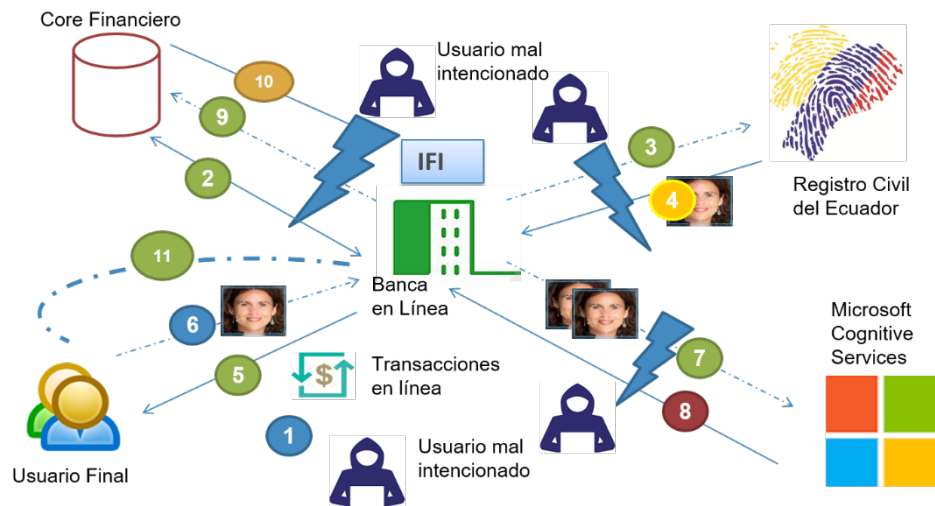 Core Financiero
Usuario mal
intencionado
10
9
IFI
3
2
4
Registro Civil
del Ecuador
11
Banca
en Línea
6
Microsoft
Cognitive
Services
5
Transacciones
en línea
7
8
1
Usuario mal
intencionado
Usuario Final